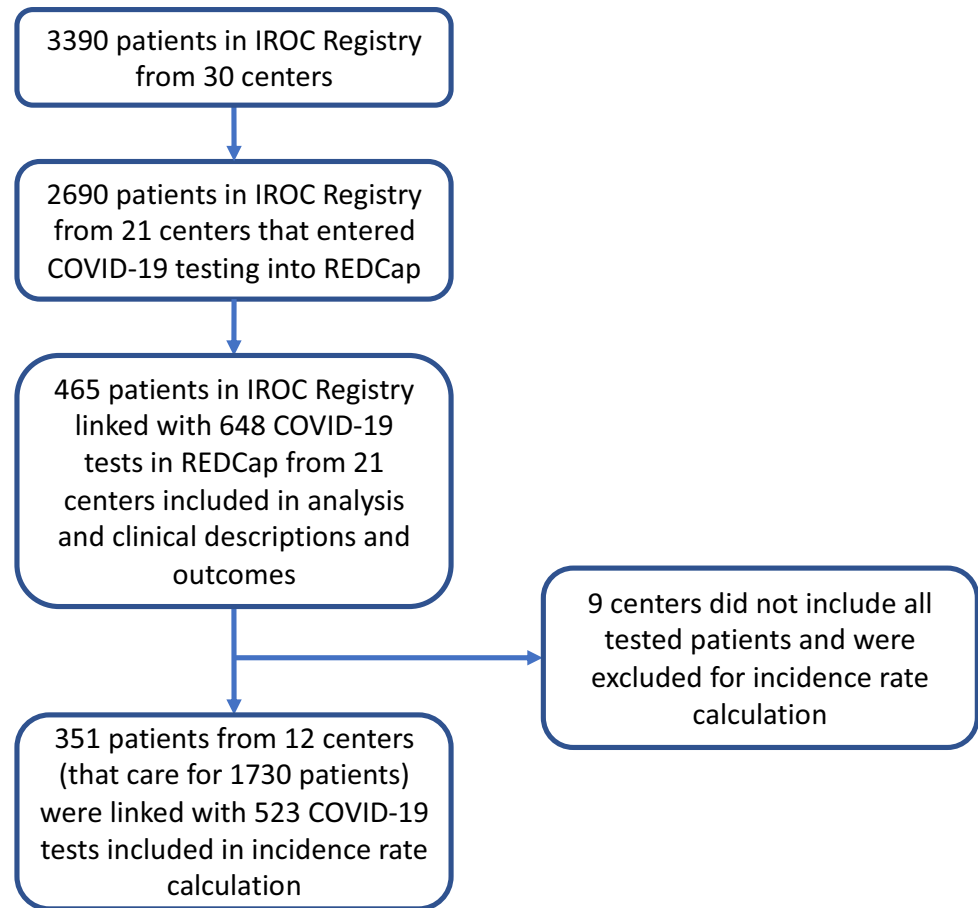 3390 patients in IROC Registry
from 30 centers
2690 patients in IROC Registry
from 21 centers that entered
COVID-19 testing into REDCap
465 patients in IROC Registry
linked with 648 COVID-19
tests in REDCap from 21
centers included in analysis
and clinical descriptions and
outcomes
9 centers did not include all
tested patients and were
excluded for incidence rate
calculation
351 patients from 12 centers
(that care for 1730 patients)
were linked with 523 COVID-19
tests included in incidence rate
calculation